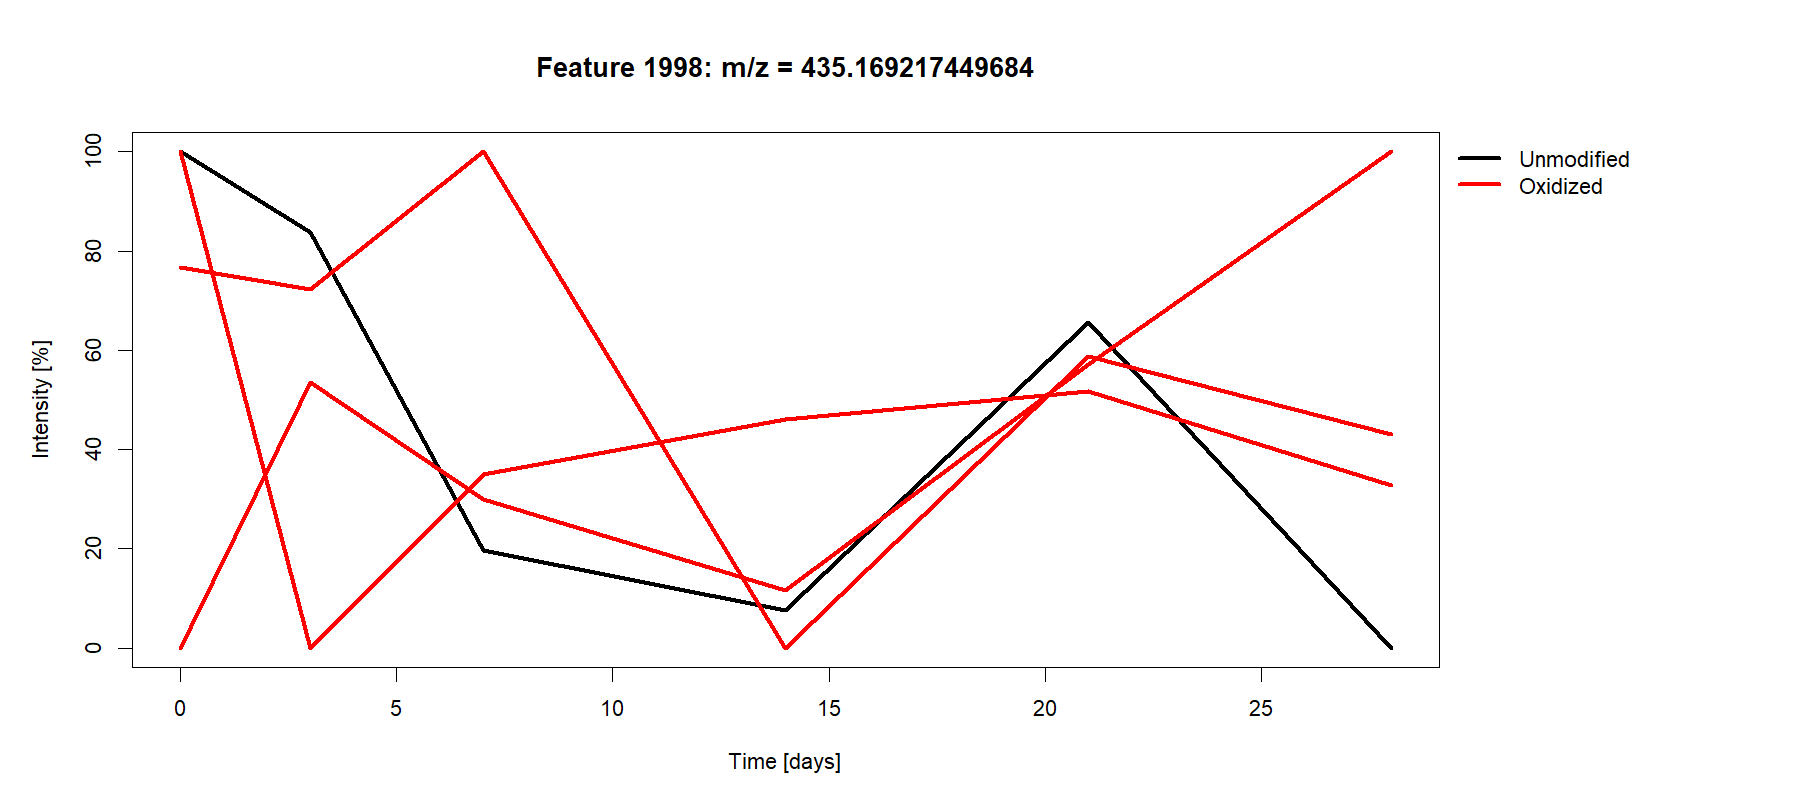 Feature 1998: m/z = 435.169217449684
100
80
60
40
20
0
Intensity [%]
0 5 10 15 20 25
Time [days]
Unmodified
Oxidized